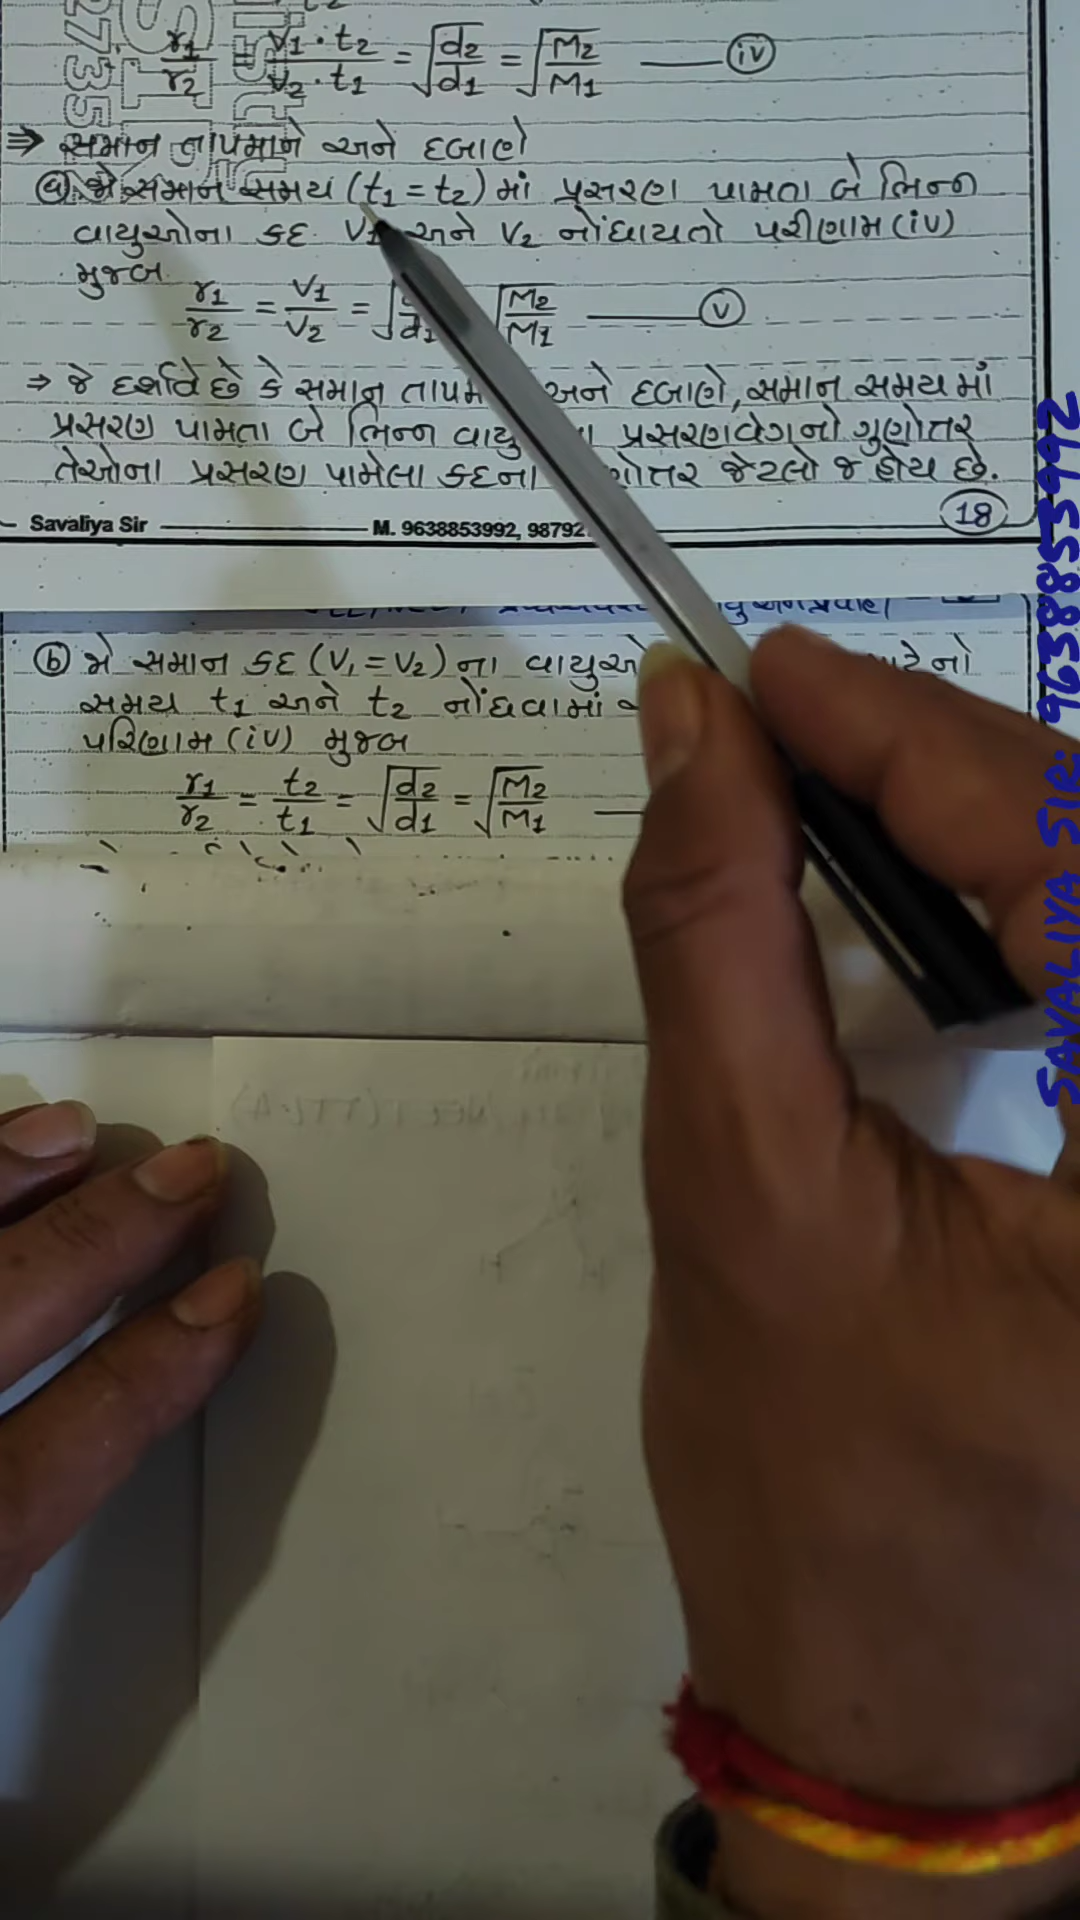 r₁/r₂ = V₁·t₂/V₂·t₁ = √d₂/d₁ = √M₂/M₁ —— (iv)
⇒ સમાન તાપમાને અને દબાણે
(a) જો સમાન સમય (t₁ = t₂) માં પ્રસરણ પામતા બે ભિન્ન
વાયુઓના કદ V₁ અને V₂ નોંધાયતો પરીણામ (iv)
મુજબ
r₁/r₂ = V₁/V₂ = √ /d₁ √M₂/M₁ —— (v)
→ જે દર્શાવે છે કે સમાન તાપમ અને દબાણે, સમાન સમય માં
પ્રસરણ પામતા બે ભિન્ન વાયુ ના પ્રસરણવેગનો ગુણોતર
તેઓના પ્રસરણ પામેલા કદના ણોતર જેટલો જ હોય છે.
Savaliya Sir M. 9638853992, 98792
18
(b) જો સમાન કદ (V₁ = V₂) ના વાયુઓ ટેનો
સમય t₁ અને t₂ નોંધવામાં
પરિણામ (iv) મુજબ
r₁/r₂ = t₂/t₁ = √d₂/d₁ = √M₂/M₁ ——
SAVALIYA SIR: 9638853992